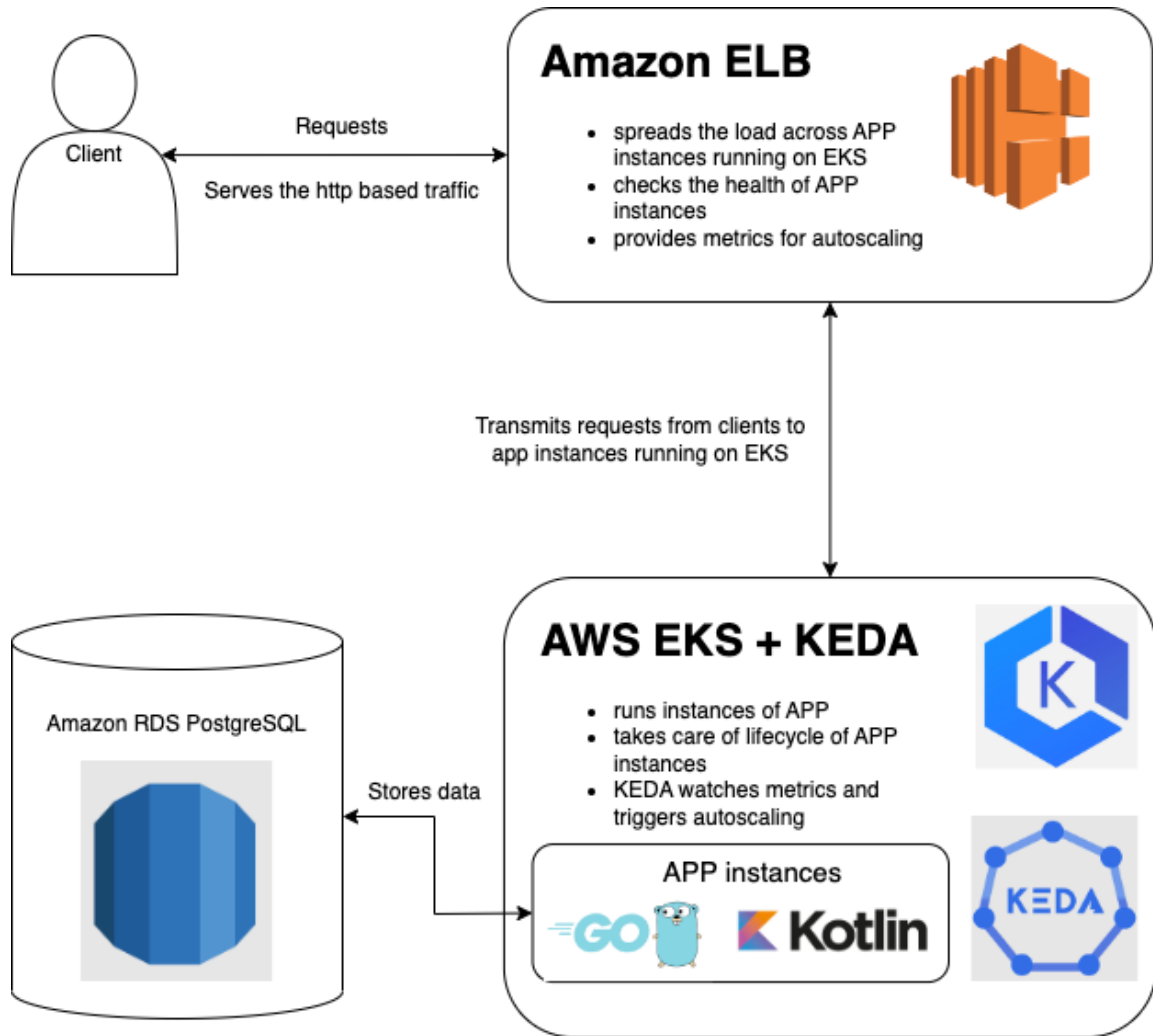 Client
Requests
Serves the http based traffic
Amazon ELB
• spreads the load across APP
instances running on EKS
• checks the health of APP
instances
• provides metrics for autoscaling
Transmits requests from clients to
app instances running on EKS
Amazon RDS PostgreSQL
Stores data
AWS EKS + KEDA
• runs instances of APP
• takes care of lifecycle of APP
instances
• KEDA watches metrics and
triggers autoscaling
K
APP instances
GO
Kotlin
KEDA